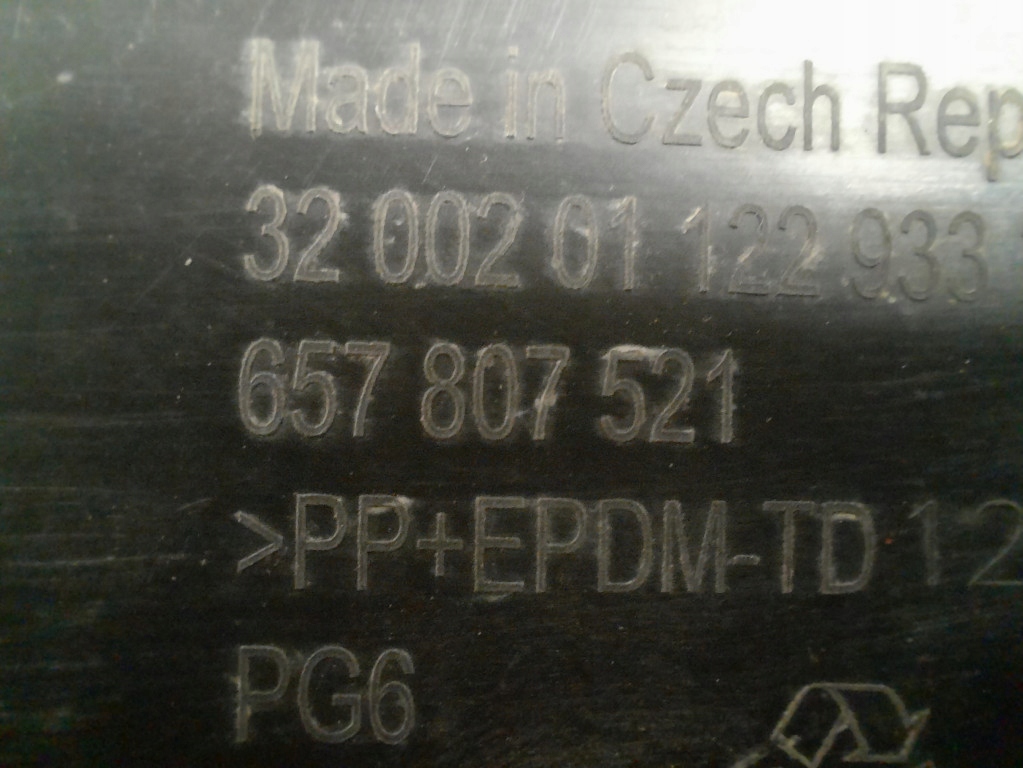 Made in Czech Rep
32 002 01 122 933
657 807 521
>PP+EPDM-TD 12
PG6